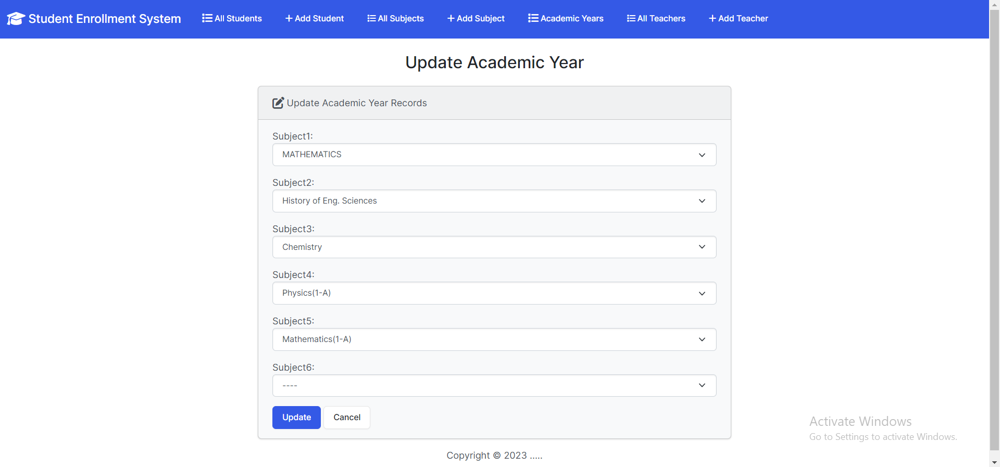 Student Enrollment System All Students Add Student All Subjects Add Subject Academic Years All Teachers Add Teacher
Update Academic Year
Update Academic Year Records
Subject1:
MATHEMATICS
Subject2:
History of Eng. Sciences
Subject3:
Chemistry
Subject4:
Physics(1-A)
Subject5:
Mathematics(1-A)
Subject6:
----
Update Cancel
Activate Windows
Go to Settings to activate Windows.
Copyright © 2023 .....